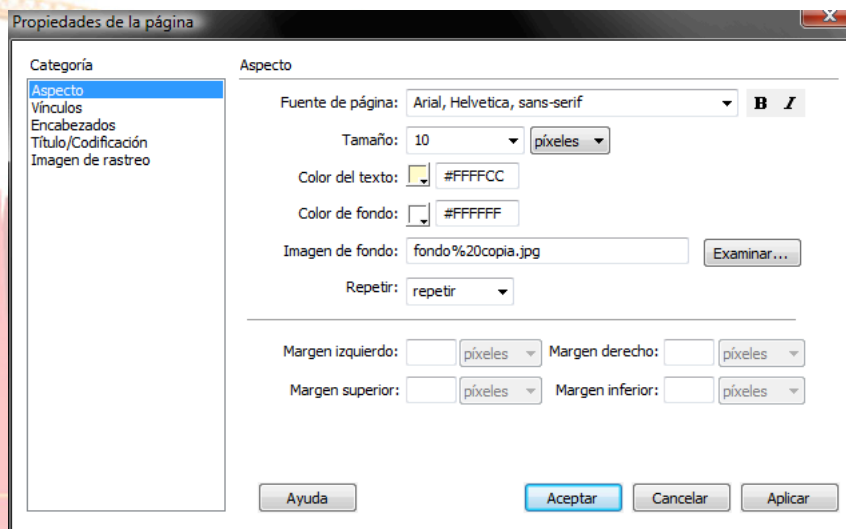 Propiedades de la página
x
Categoría
Aspecto
Vínculos
Encabezados
Título/Codificación
Imagen de rastreo
Aspecto
Fuente de página: Arial, Helvetica, sans-serif B I
Tamaño: 10 píxeles
Color del texto: #FFFFCC
Color de fondo: #FFFFFF
Imagen de fondo: fondo%20copia.jpg Examinar...
Repetir: repetir
Margen izquierdo: píxeles Margen derecho: píxeles
Margen superior: píxeles Margen inferior: píxeles
Ayuda Aceptar Cancelar Aplicar